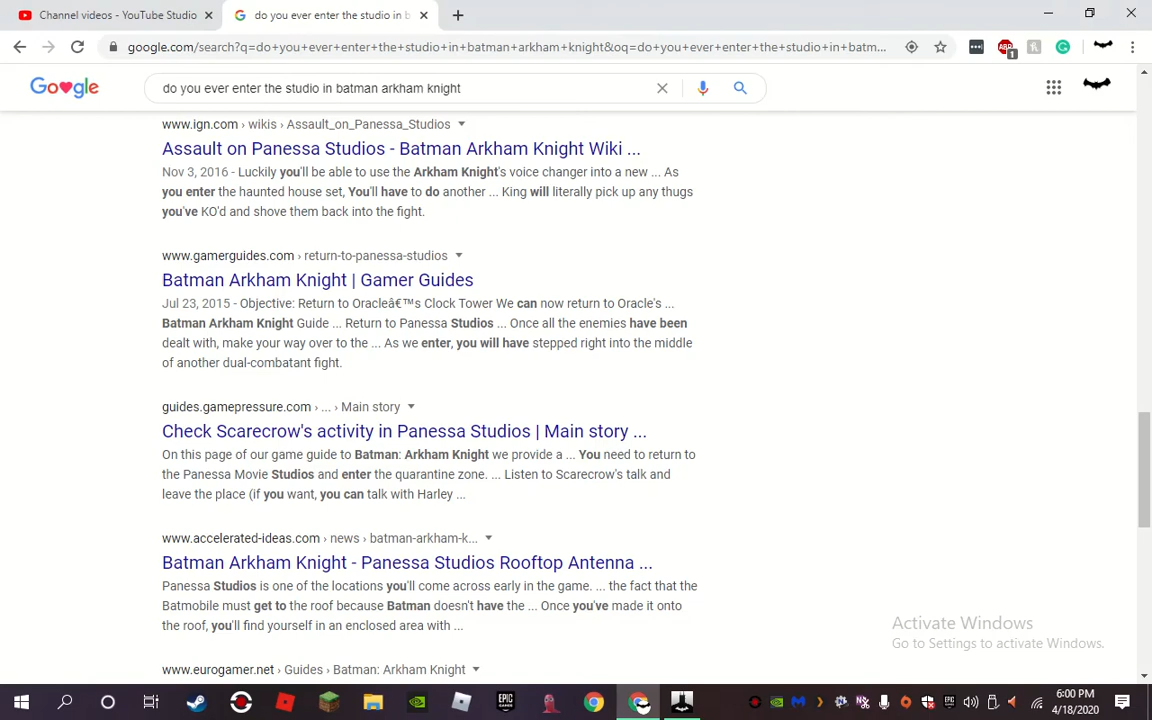 Channel videos - YouTube Studio
do you ever enter the studio in b
google.com/search?q=do+you+ever+enter+the+studio+in+batman+arkham+knight&oq=do+you+ever+enter+the+studio+in+batm...
ABP
1
Google
do you ever enter the studio in batman arkham knight
www.ign.com › wikis › Assault_on_Panessa_Studios
Assault on Panessa Studios - Batman Arkham Knight Wiki ...
Nov 3, 2016 - Luckily you'll be able to use the Arkham Knight's voice changer into a new ... As
you enter the haunted house set, You'll have to do another ... King will literally pick up any thugs
you've KO'd and shove them back into the fight.
www.gamerguides.com › return-to-panessa-studios
Batman Arkham Knight | Gamer Guides
Jul 23, 2015 - Objective: Return to Oracleâ€™s Clock Tower We can now return to Oracle's ...
Batman Arkham Knight Guide ... Return to Panessa Studios ... Once all the enemies have been
dealt with, make your way over to the ... As we enter, you will have stepped right into the middle
of another dual-combatant fight.
guides.gamepressure.com › ... › Main story
Check Scarecrow's activity in Panessa Studios | Main story ...
On this page of our game guide to Batman: Arkham Knight we provide a ... You need to return to
the Panessa Movie Studios and enter the quarantine zone. ... Listen to Scarecrow's talk and
leave the place (if you want, you can talk with Harley ...
www.accelerated-ideas.com › news › batman-arkham-k...
Batman Arkham Knight - Panessa Studios Rooftop Antenna ...
Panessa Studios is one of the locations you'll come across early in the game. ... the fact that the
Batmobile must get to the roof because Batman doesn't have the ... Once you've made it onto
the roof, you'll find yourself in an enclosed area with ...
www.eurogamer.net › Guides › Batman: Arkham Knight
Activate Windows
Go to Settings to activate Windows.
EPIC
GAMES
6:00 PM
4/18/2020